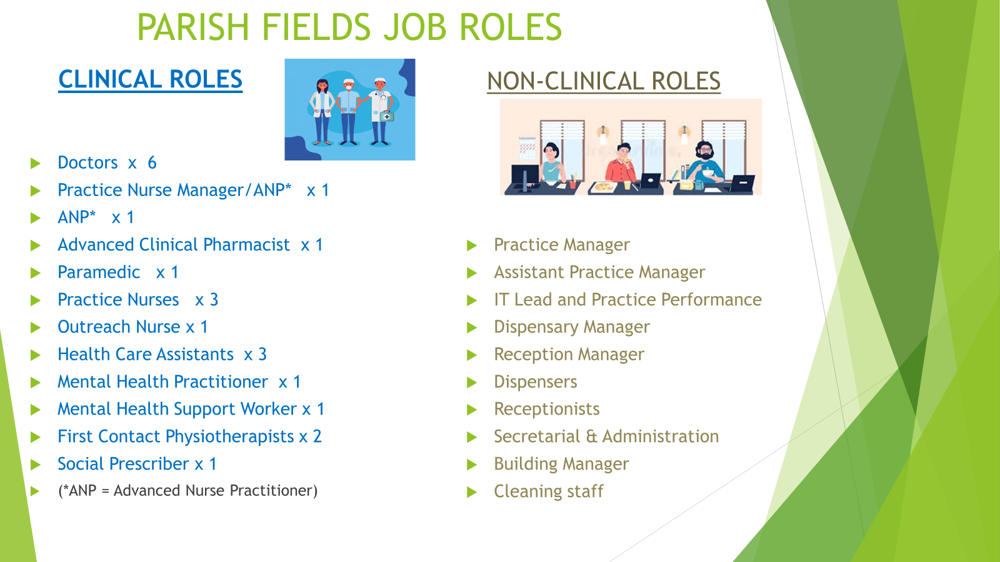 PARISH FIELDS JOB ROLES
CLINICAL ROLES
Doctors x 6
Practice Nurse Manager/ANP* x 1
ANP* x 1
Advanced Clinical Pharmacist x 1
Paramedic x 1
Practice Nurses x 3
Outreach Nurse x 1
Health Care Assistants x 3
Mental Health Practitioner x 1
Mental Health Support Worker x 1
First Contact Physiotherapists x 2
Social Prescriber x 1
(*ANP = Advanced Nurse Practitioner)
NON-CLINICAL ROLES
Practice Manager
Assistant Practice Manager
IT Lead and Practice Performance
Dispensary Manager
Reception Manager
Dispensers
Receptionists
Secretarial & Administration
Building Manager
Cleaning staff